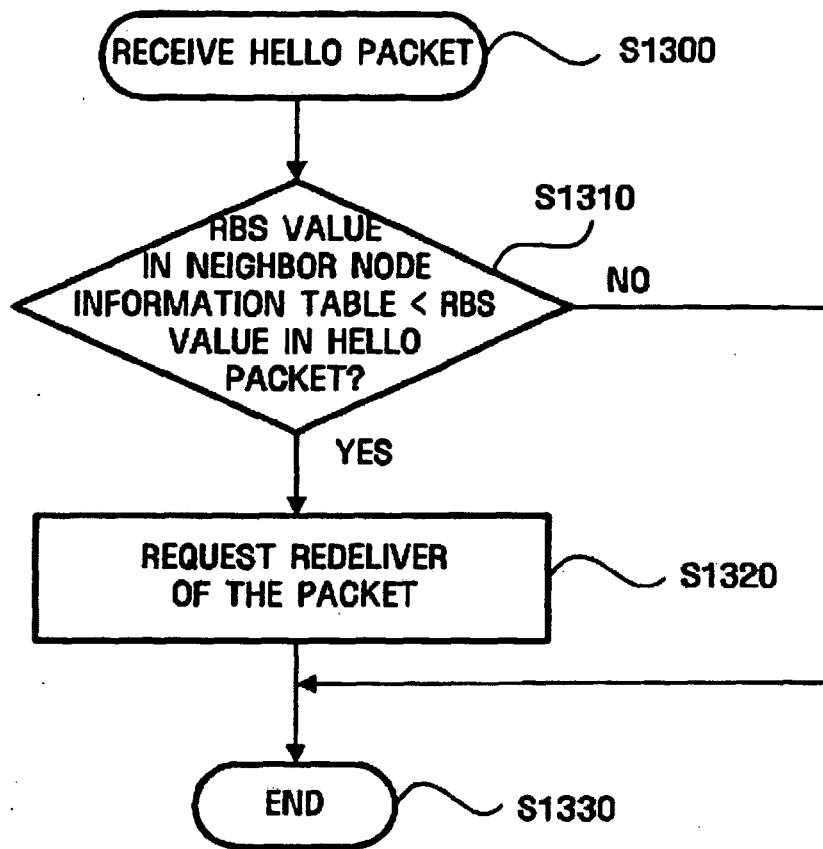 RECEIVE HELLO PACKET
S1300
S1310
RBS VALUE
IN NEIGHBOR NODE
INFORMATION TABLE < RBS
VALUE IN HELLO
PACKET?
NO
YES
REQUEST REDELIVER
OF THE PACKET
S1320
END
S1330